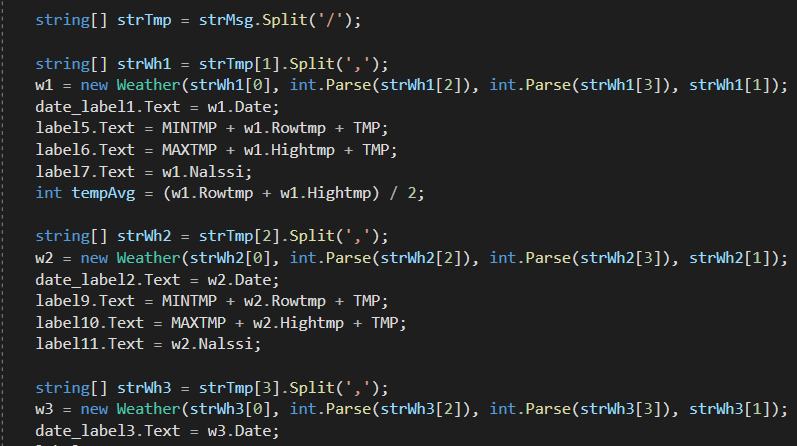 string[] strTmp = strMsg.Split('/');
string[] strWh1 = strTmp[1].Split(',');
w1 = new Weather(strWh1[0], int.Parse(strWh1[2]), int.Parse(strWh1[3]), strWh1[1]);
date_label1.Text = w1.Date;
label5.Text = MINTMP + w1.Rowtmp + TMP;
label6.Text = MAXTMP + w1.Hightmp + TMP;
label7.Text = w1.Nalssi;
int tempAvg = (w1.Rowtmp + w1.Hightmp) / 2;
string[] strWh2 = strTmp[2].Split(',');
w2 = new Weather(strWh2[0], int.Parse(strWh2[2]), int.Parse(strWh2[3]), strWh2[1]);
date_label2.Text = w2.Date;
label9.Text = MINTMP + w2.Rowtmp + TMP;
label10.Text = MAXTMP + w2.Hightmp + TMP;
label11.Text = w2.Nalssi;
string[] strWh3 = strTmp[3].Split(',');
w3 = new Weather(strWh3[0], int.Parse(strWh3[2]), int.Parse(strWh3[3]), strWh3[1]);
date_label3.Text = w3.Date;